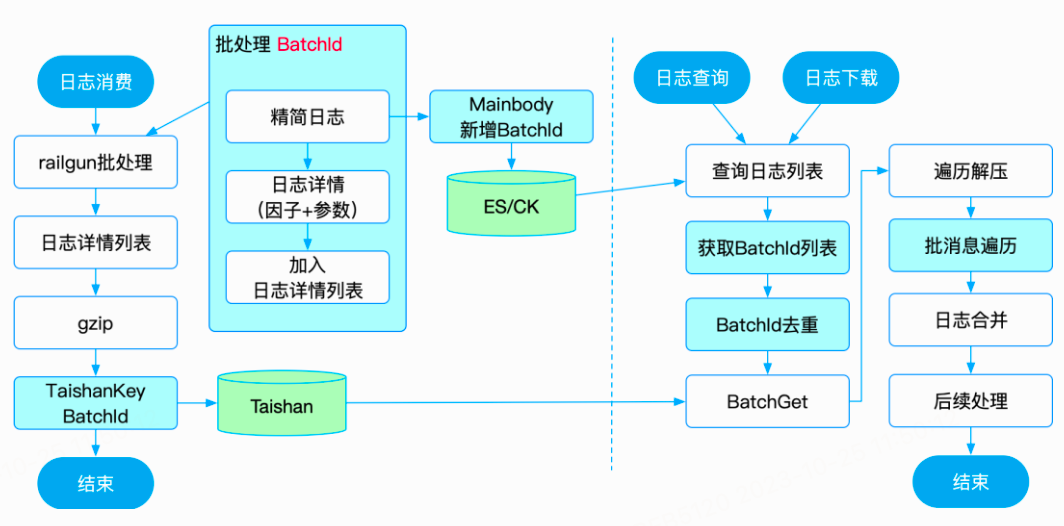 日志消费
railgun批处理
日志详情列表
gzip
TaishanKey
BatchId
结束
批处理 BatchId
精简日志
日志详情
（因子+参数）
加入
日志详情列表
Mainbody
新增BatchId
ES/CK
Taishan
日志查询
日志下载
查询日志列表
获取BatchId列表
BatchId去重
BatchGet
遍历解压
批消息遍历
日志合并
后续处理
结束